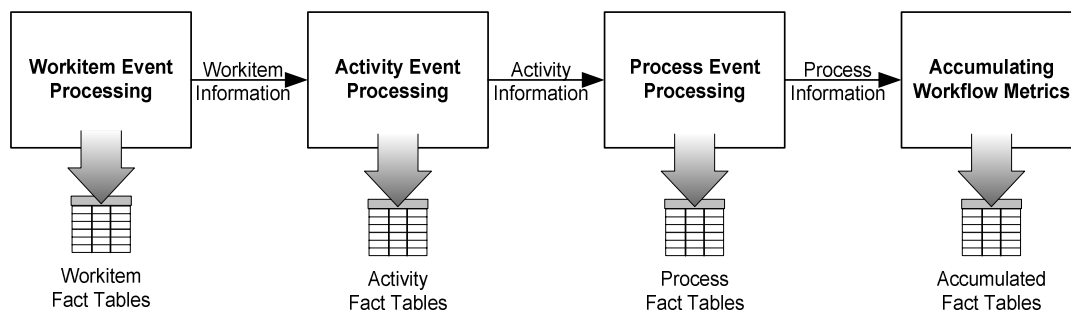 Workitem Event
Processing
Workitem
Information
Activity Event
Processing
Activity
Information
Process Event
Processing
Process
Information
Accumulating
Workflow Metrics
Workitem
Fact Tables
Activity
Fact Tables
Process
Fact Tables
Accumulated
Fact Tables